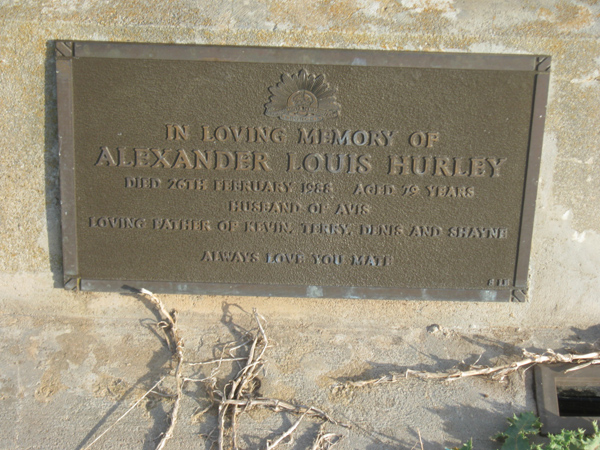 IN LOVING MEMORY OF
ALEXANDER LOUIS HURLEY
DIED 26TH FEBRUARY 1988 AGED 79 YEARS
HUSBAND OF AVIS
LOVING FATHER OF KEVIN, TERRY, DENIS AND SHAYNE
ALWAYS LOVE YOU MATE